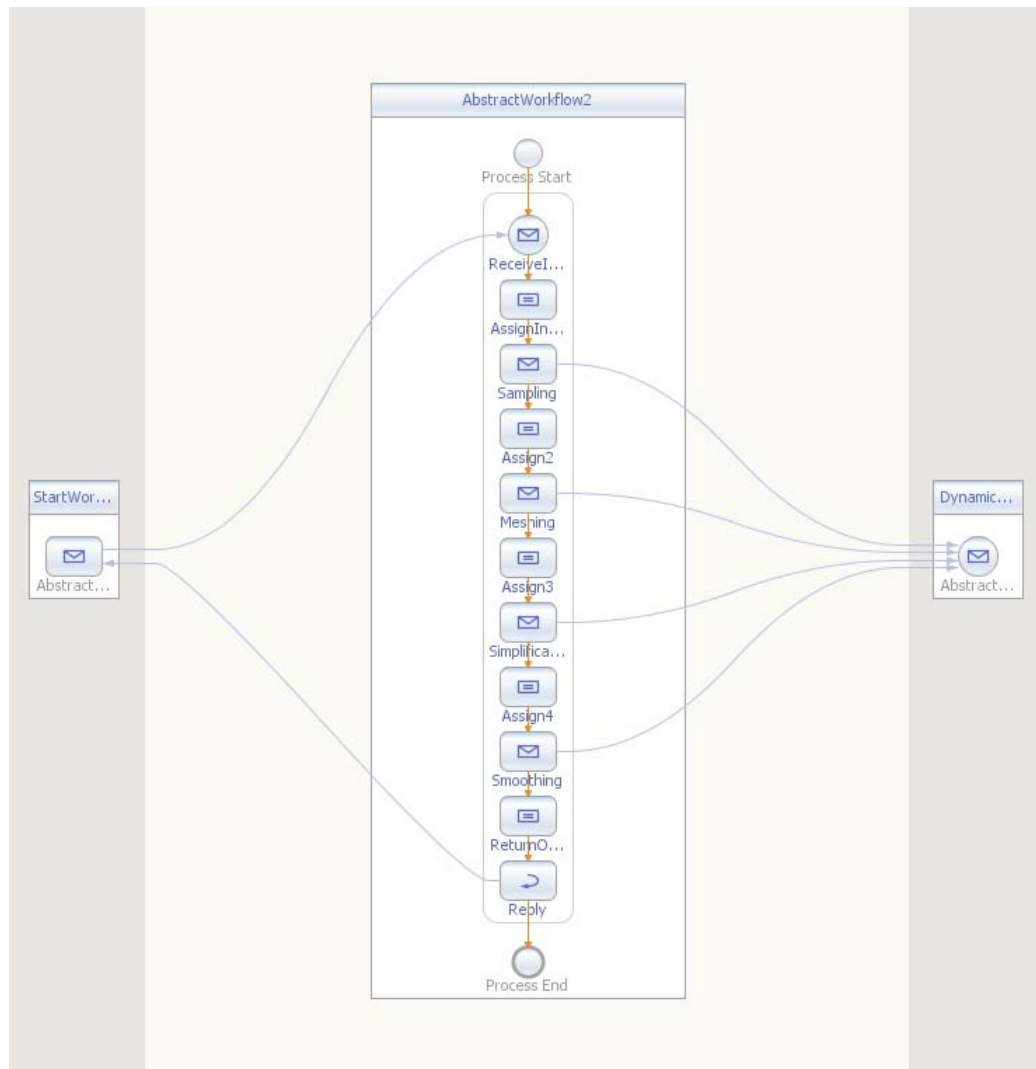 AbstractWorkflow2
Process Start
ReceiveI...
AssignIn...
Sampling
Assign2
Meshing
Assign3
Simplifica...
Assign4
Smoothing
ReturnO...
Reply
Process End
StartWor...
Abstract...
Dynamic...
Abstract...